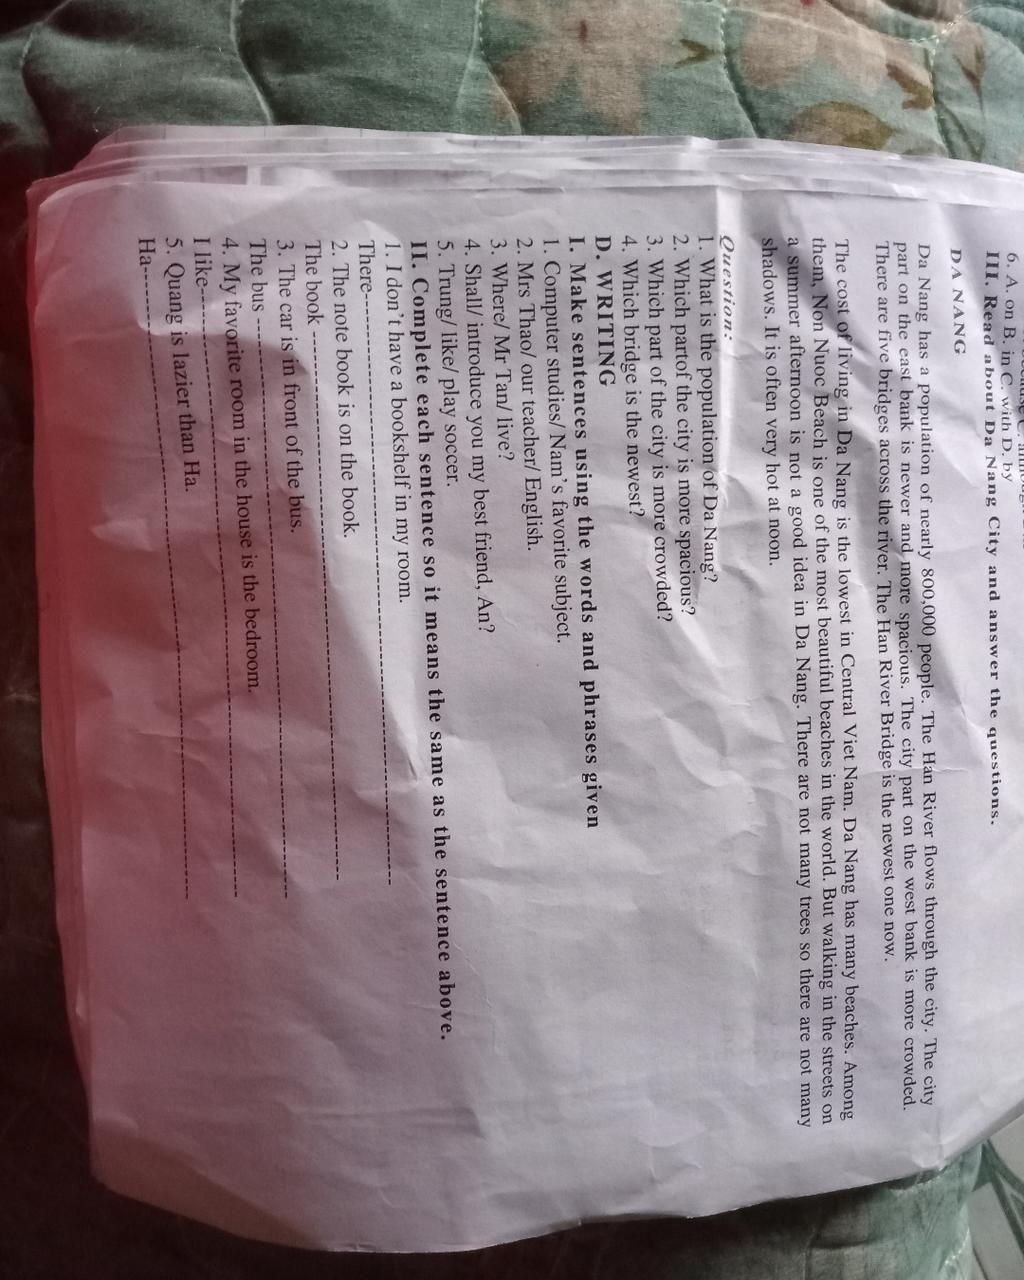 6. A, on B. in C. with D. by
III. Read about Da Nang City and answer the questions.
DA NANG
Da Nang has a population of nearly 800,000 people. The Han River flows through the city. The city
part on the east bank is newer and more spacious. The city part on the west bank is more crowded.
There are five bridges across the river. The Han River Bridge is the newest one now.
The cost of living in Da Nang is the lowest in Central Viet Nam. Da Nang has many beaches. Among
them, Non Nuoc Beach is one of the most beautiful beaches in the world. But walking in the streets on
a summer afternoon is not a good idea in Da Nang. There are not many trees so there are not many
shadows. It is often very hot at noon.
Question:
1. What is the population of Da Nang?
2. Which partof the city is more spacious?
3. Which part of the city is more crowded?
4. Which bridge is the newest?
D. WRITING
I. Make sentences using the words and phrases given
1. Computer studies/ Nam's favorite subject.
2. Mrs Thao/ our teacher/ English.
3. Where/ Mr Tan/ live?
4. Shall/ introduce you my best friend, An?
5. Trung/ like/ play soccer.
II. Complete each sentence so it means the same as the sentence above.
1. I don't have a bookshelf in my room.
There--------------------------------------------
2. The note book is on the book.
The book ----------------------------------------
3. The car is in front of the bus.
The bus -----------------------------------------
4. My favorite room in the house is the bedroom.
I like-------------------------------------------
5. Quang is lazier than Ha.
Ha-----------------------------------------------